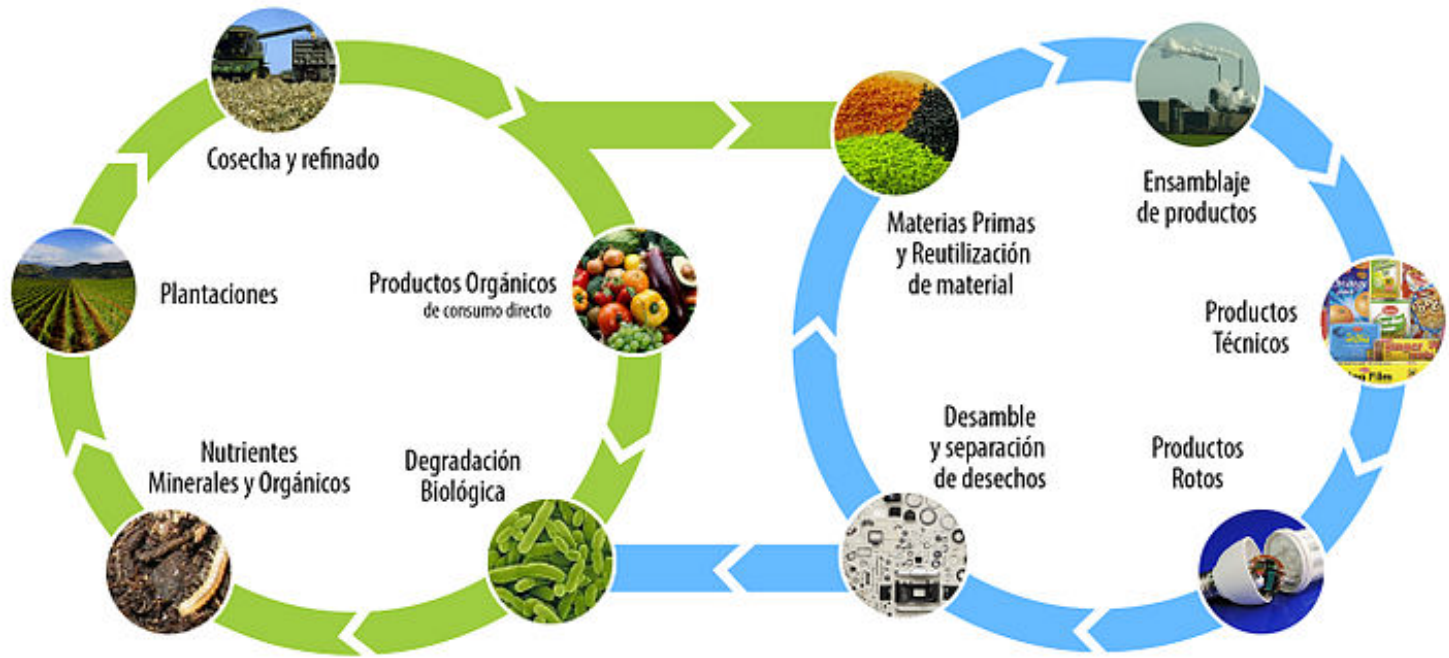 Cosecha y refinado
Plantaciones
Productos Orgánicos
de consumo directo
Nutrientes
Minerales y Orgánicos
Degradación
Biológica
Materias Primas
y Reutilización
de material
Ensamblaje
de productos
Productos
Técnicos
Desamble
y separación
de desechos
Productos
Rotos